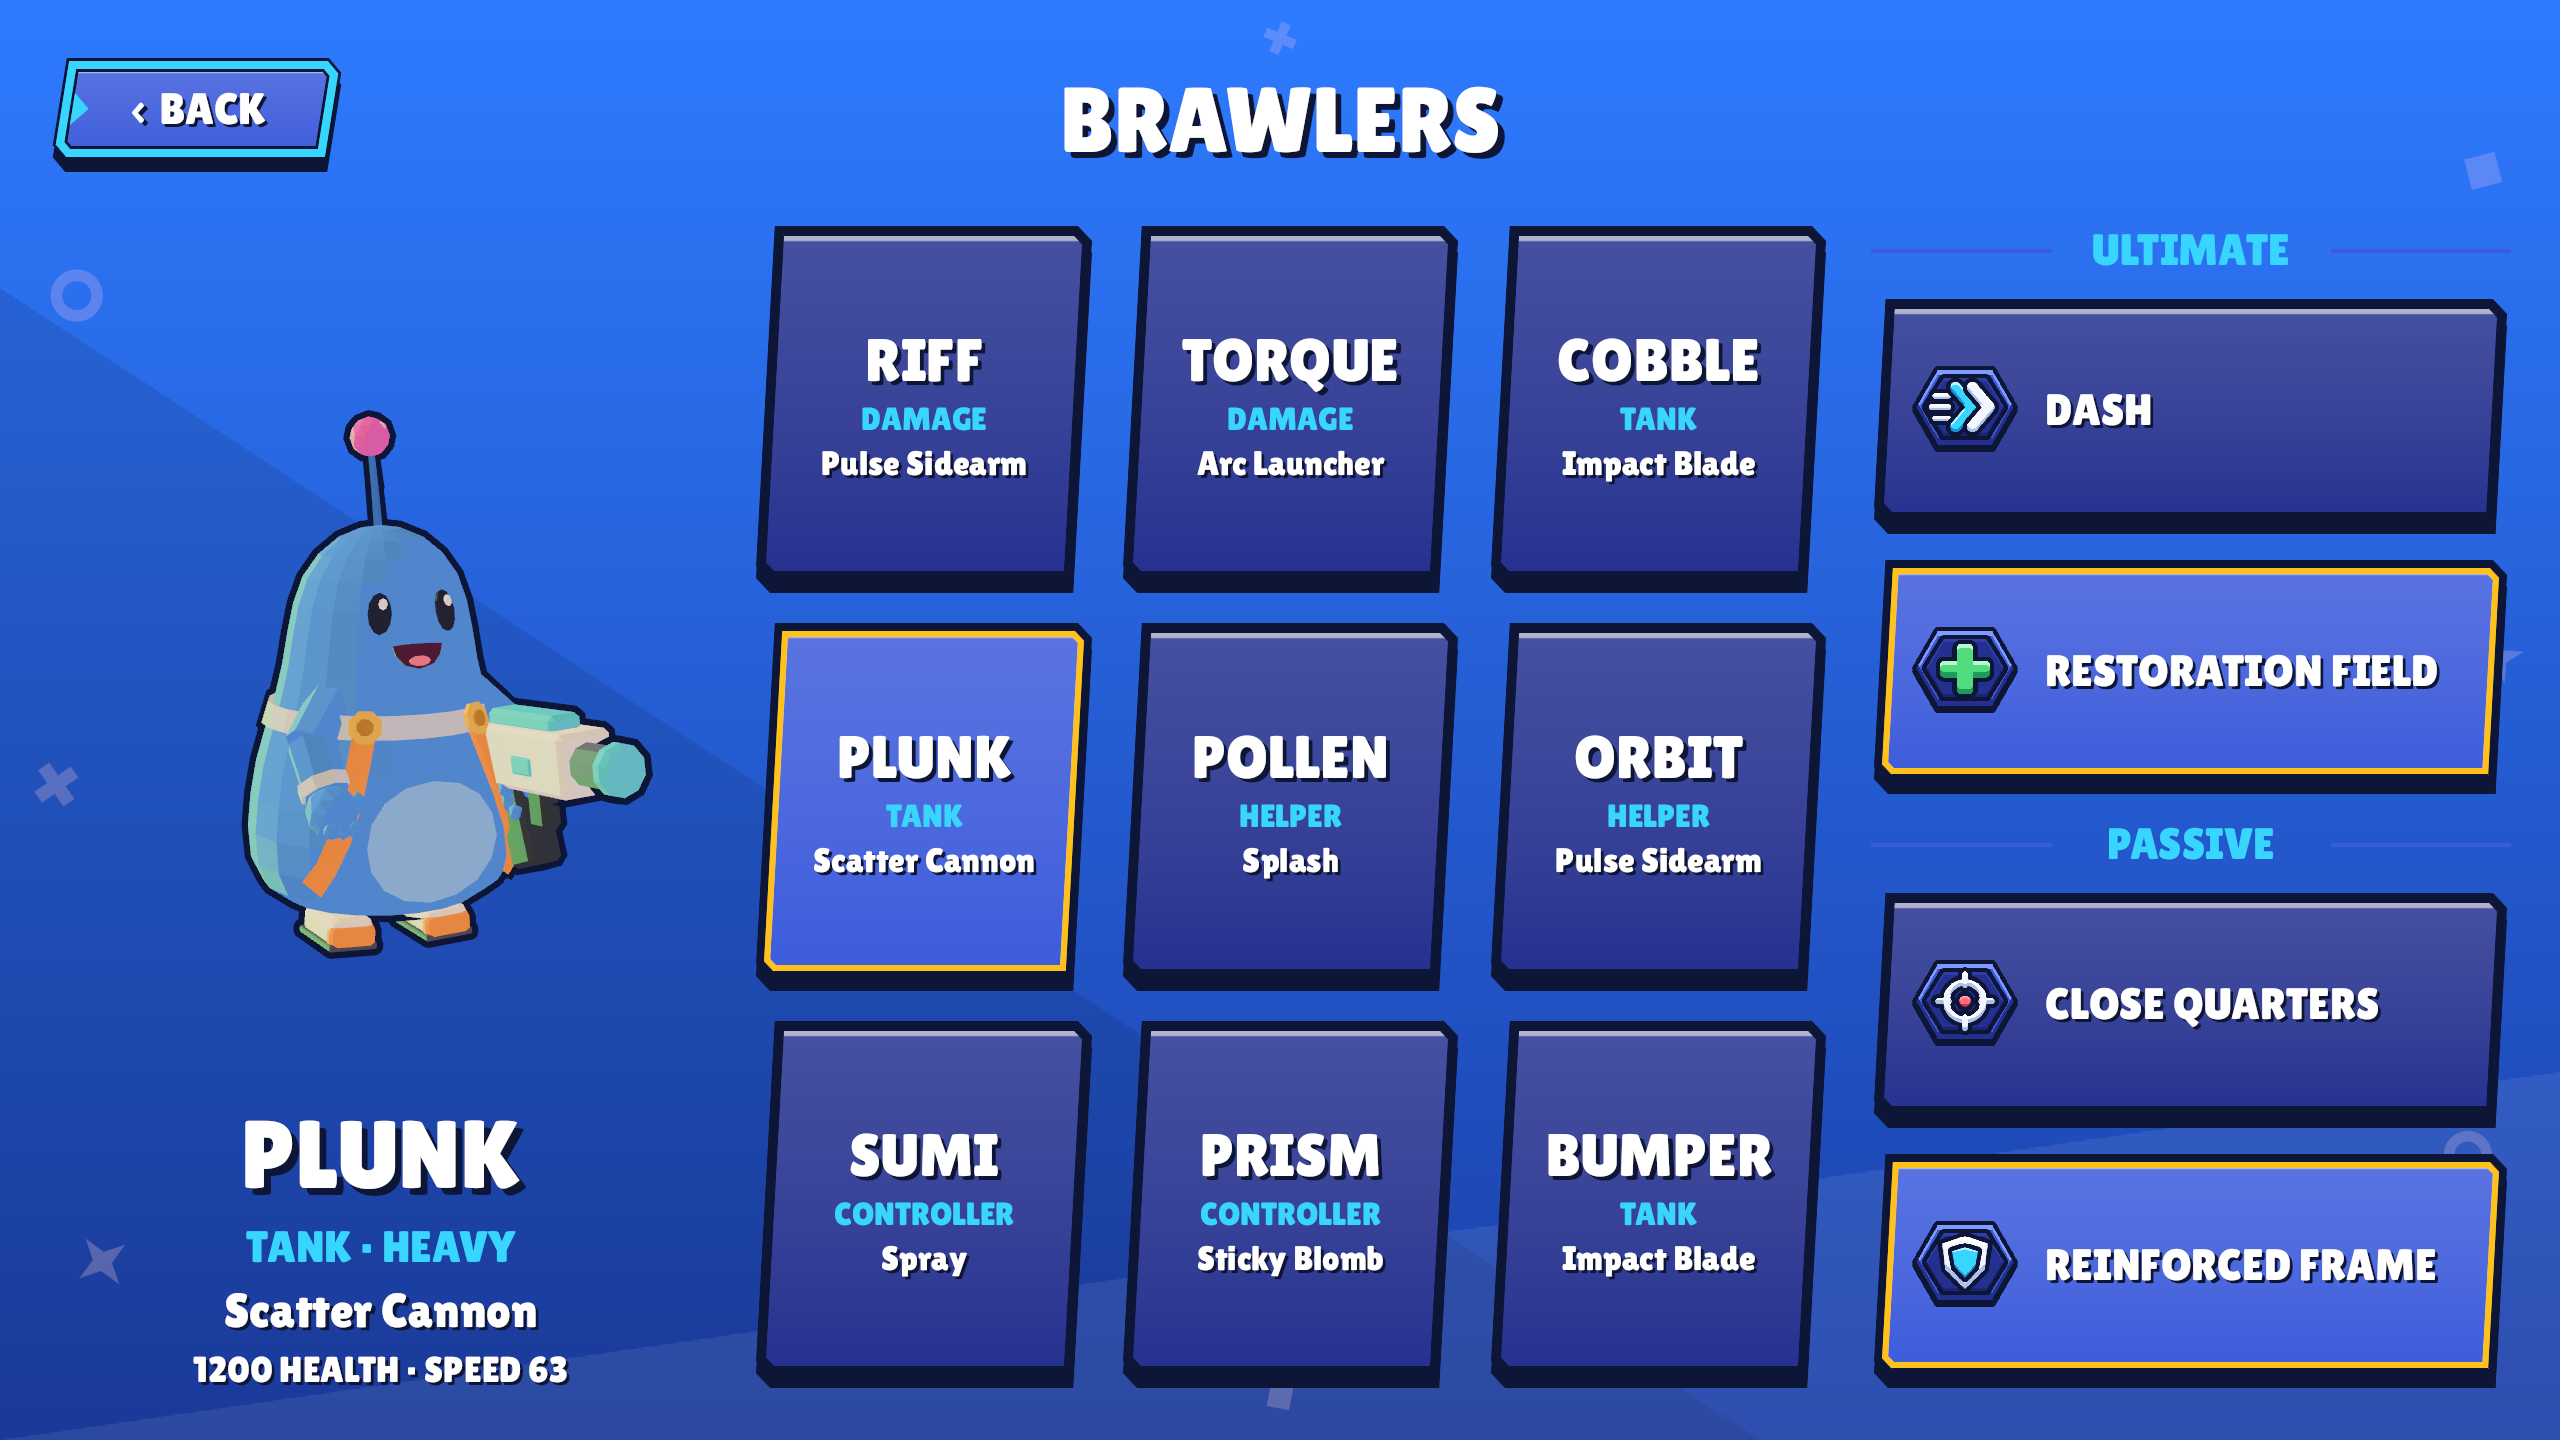 ‹ BACK
BRAWLERS
RIFF
DAMAGE
Pulse Sidearm
TORQUE
DAMAGE
Arc Launcher
COBBLE
TANK
Impact Blade
PLUNK
TANK
Scatter Cannon
POLLEN
HELPER
Splash
ORBIT
HELPER
Pulse Sidearm
SUMI
CONTROLLER
Spray
PRISM
CONTROLLER
Sticky Blomb
BUMPER
TANK
Impact Blade
PLUNK
TANK · HEAVY
Scatter Cannon
1200 HEALTH · SPEED 63
ULTIMATE
DASH
RESTORATION FIELD
PASSIVE
CLOSE QUARTERS
REINFORCED FRAME